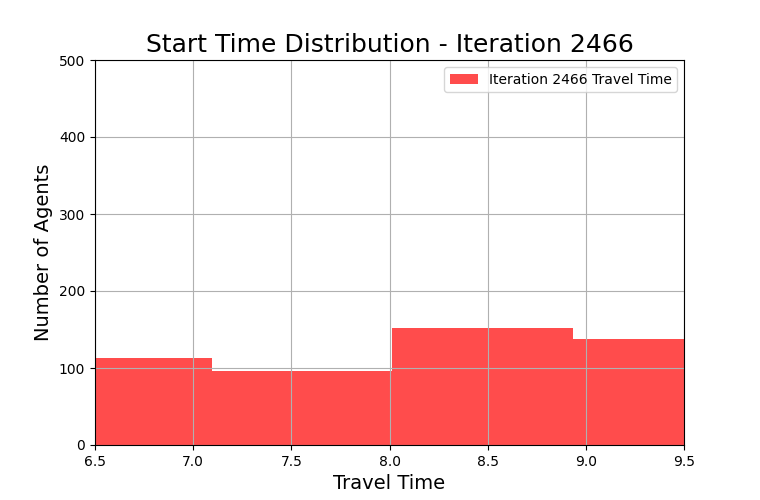 Start Time Distribution - Iteration 2466
Iteration 2466 Travel Time
Number of Agents
500
400
300
200
100
0
6.5 7.0 7.5 8.0 8.5 9.0 9.5
Travel Time